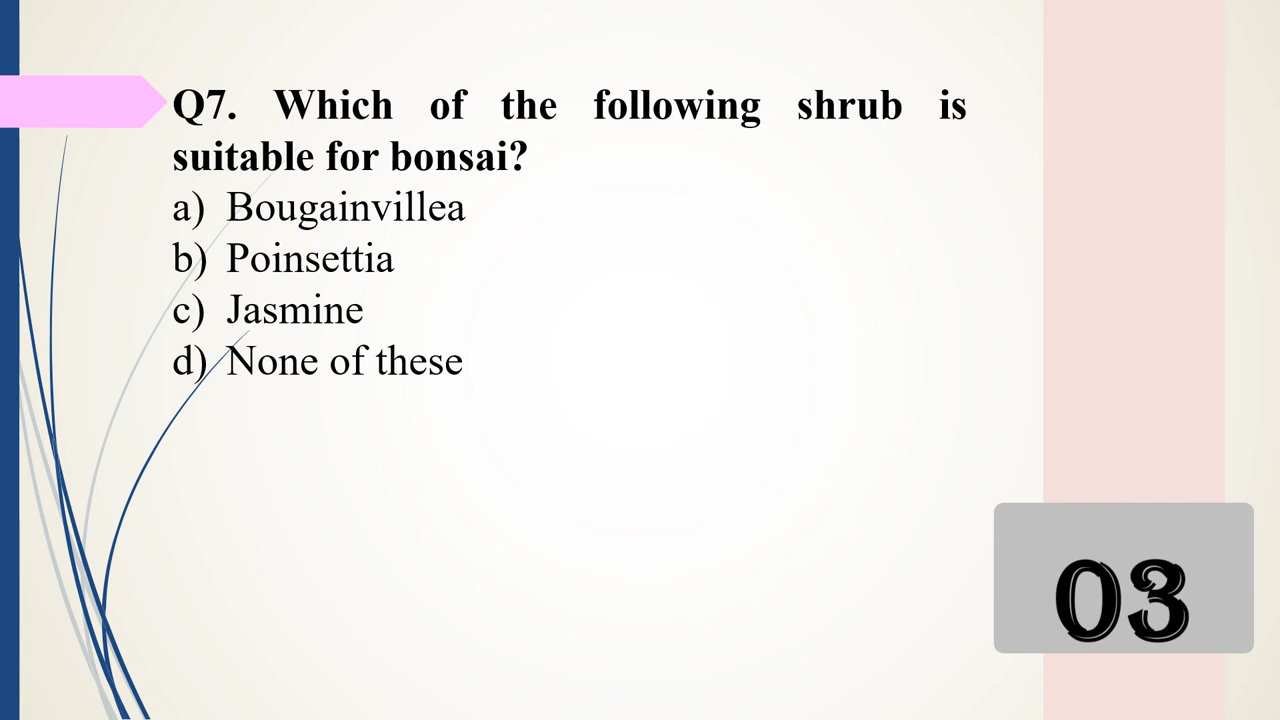 Q7. Which of the following shrub is
suitable for bonsai?
a) Bougainvillea
b) Poinsettia
c) Jasmine
d) None of these
03